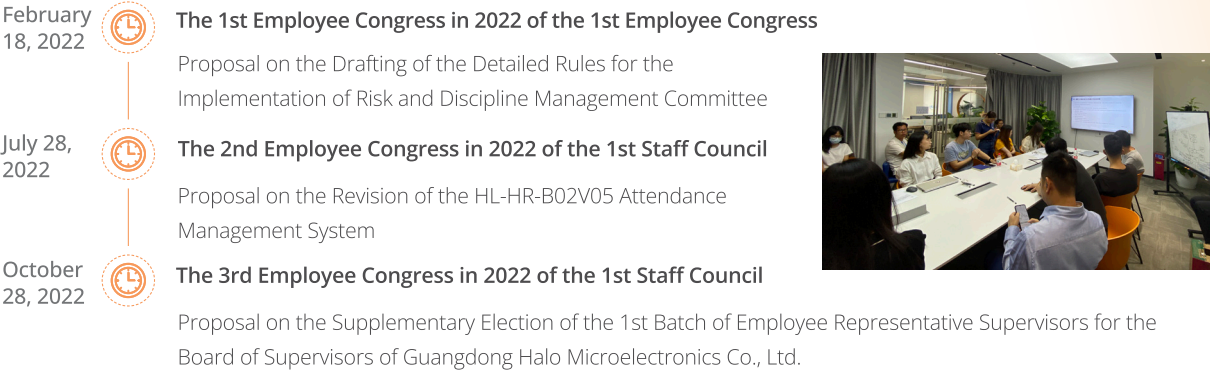 February
18, 2022
The 1st Employee Congress in 2022 of the 1st Employee Congress
Proposal on the Drafting of the Detailed Rules for the
Implementation of Risk and Discipline Management Committee
July 28,
2022
The 2nd Employee Congress in 2022 of the 1st Staff Council
Proposal on the Revision of the HL-HR-B02V05 Attendance
Management System
October
28, 2022
The 3rd Employee Congress in 2022 of the 1st Staff Council
Proposal on the Supplementary Election of the 1st Batch of Employee Representative Supervisors for the
Board of Supervisors of Guangdong Halo Microelectronics Co., Ltd.